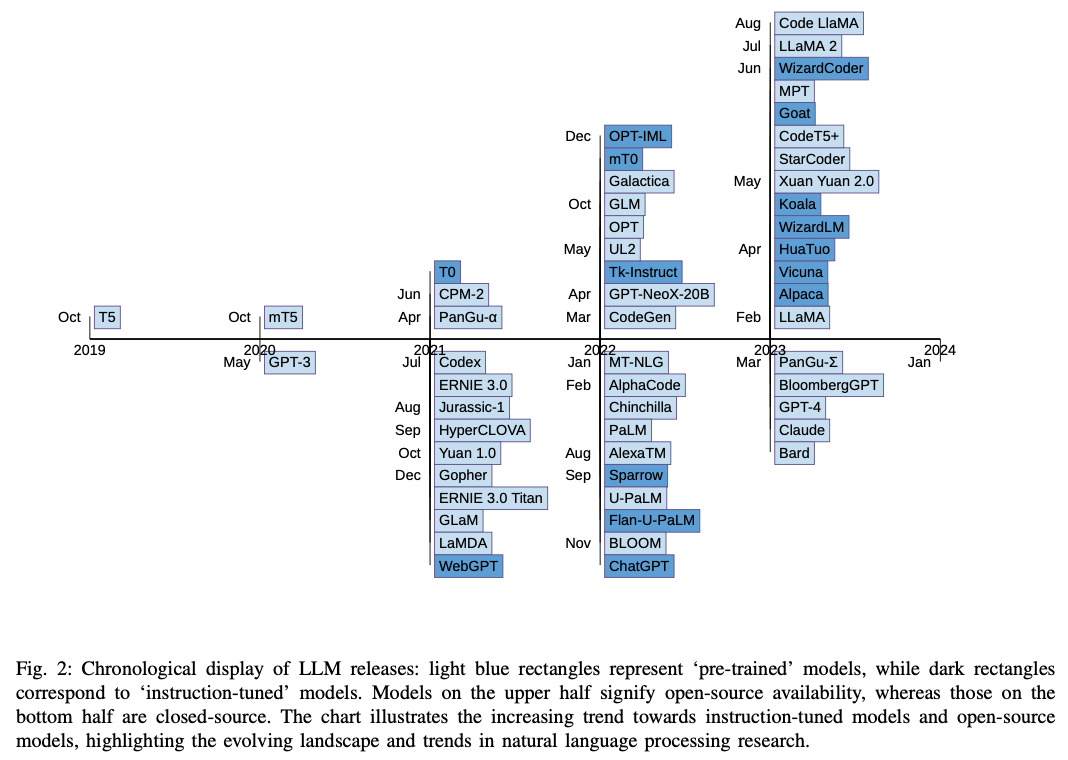 Aug Code LlaMA
Jul LLaMA 2
Jun WizardCoder
MPT
Goat
Dec OPT-IML CodeT5+
mT0 StarCoder
Galactica May Xuan Yuan 2.0
Oct GLM Koala
OPT WizardLM
May UL2 Apr HuaTuo
T0 Tk-Instruct Vicuna
Jun CPM-2 Apr GPT-NeoX-20B Alpaca
Oct T5 Oct mT5 Apr PanGu-α Mar CodeGen Feb LLaMA
2019 2020 2021 2022 2023 2024
May GPT-3 Jul Codex Jan MT-NLG Mar PanGu-Σ Jan
ERNIE 3.0 Feb AlphaCode BloombergGPT
Aug Jurassic-1 Chinchilla GPT-4
Sep HyperCLOVA PaLM Claude
Oct Yuan 1.0 Aug AlexaTM Bard
Dec Gopher Sep Sparrow
ERNIE 3.0 Titan U-PaLM
GLaM Flan-U-PaLM
LaMDA Nov BLOOM
WebGPT ChatGPT
Fig. 2: Chronological display of LLM releases: light blue rectangles represent ‘pre-trained’ models, while dark rectangles
correspond to ‘instruction-tuned’ models. Models on the upper half signify open-source availability, whereas those on the
bottom half are closed-source. The chart illustrates the increasing trend towards instruction-tuned models and open-source
models, highlighting the evolving landscape and trends in natural language processing research.